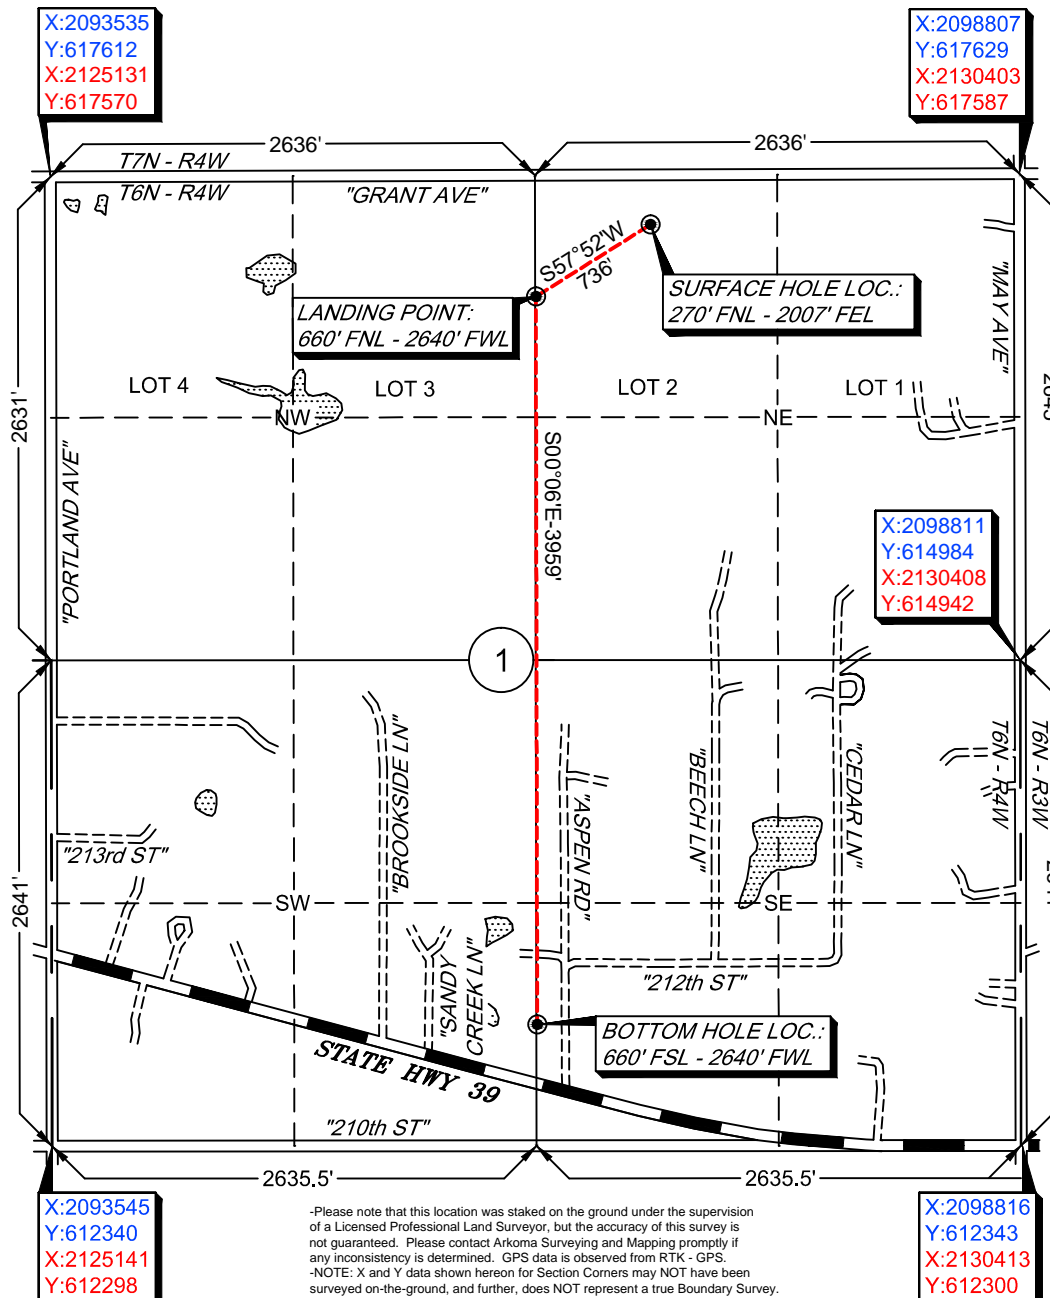 X:2093535
Y:617612
X:2125131
Y:617570
X:2098807
Y:617629
X:2130403
Y:617587
2636'
2636'
T7N - R4W
T6N - R4W
"GRANT AVE"
S57°52'W
736'
"MAY AVE"
SURFACE HOLE LOC.:
270' FNL - 2007' FEL
LANDING POINT:
660' FNL - 2640' FWL
LOT 4
LOT 3
LOT 2
LOT 1
2631'
NW
NE
"PORTLAND AVE"
S00°06'E-3959'
X:2098811
Y:614984
X:2130408
Y:614942
1
"BROOKSIDE LN"
"ASPEN RD"
"BEECH LN"
"CEDAR LN"
T6N - R4W
T6N - R3W
"213rd ST"
2641'
SW
SE
"SANDY
CREEK LN"
"212th ST"
BOTTOM HOLE LOC.:
660' FSL - 2640' FWL
STATE HWY 39
"210th ST"
2635.5'
2635.5'
X:2093545
Y:612340
X:2125141
Y:612298
X:2098816
Y:612343
X:2130413
Y:612300
-Please note that this location was staked on the ground under the supervision
of a Licensed Professional Land Surveyor, but the accuracy of this survey is
not guaranteed. Please contact Arkoma Surveying and Mapping promptly if
any inconsistency is determined. GPS data is observed from RTK - GPS.
-NOTE: X and Y data shown hereon for Section Corners may NOT have been
surveyed on-the-ground, and further, does NOT represent a true Boundary Survey.